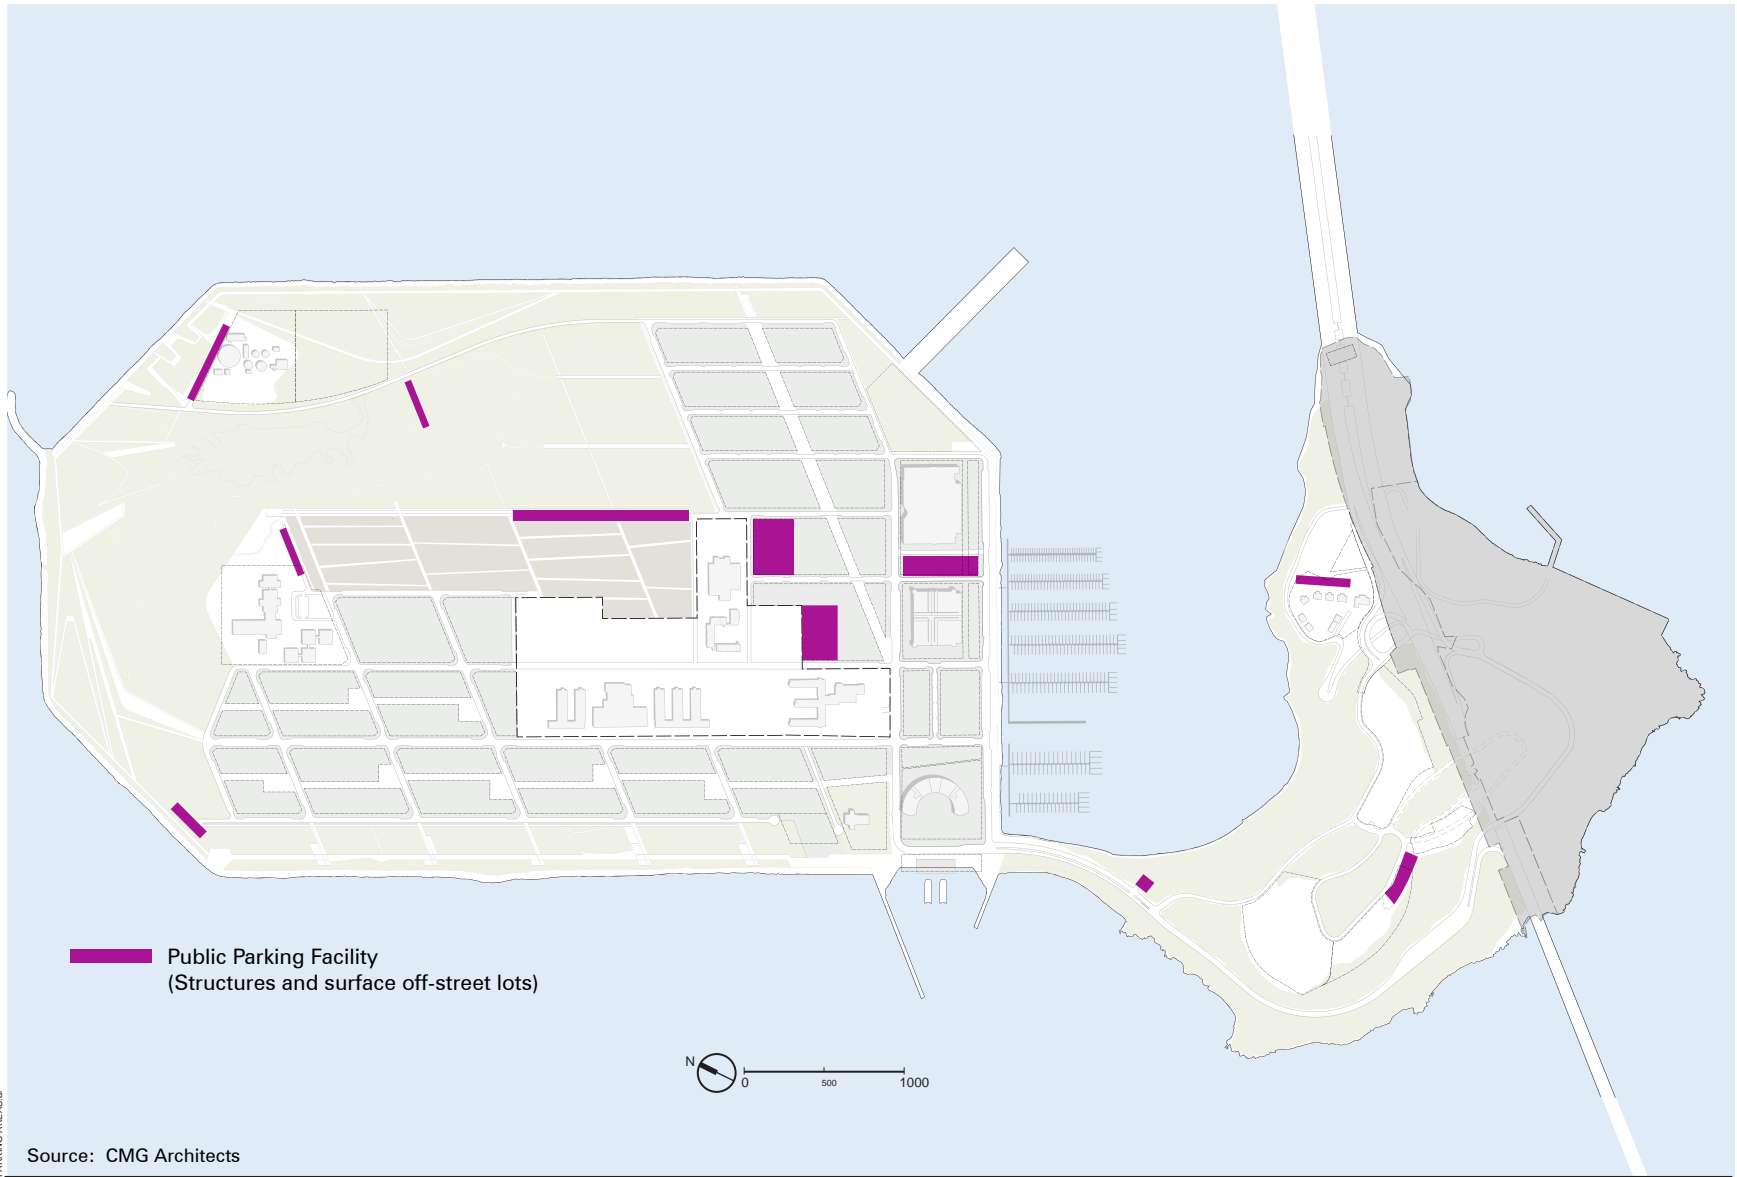 Public Parking Facility
(Structures and surface off-street lots)
N
0 500 1000
Source: CMG Architects